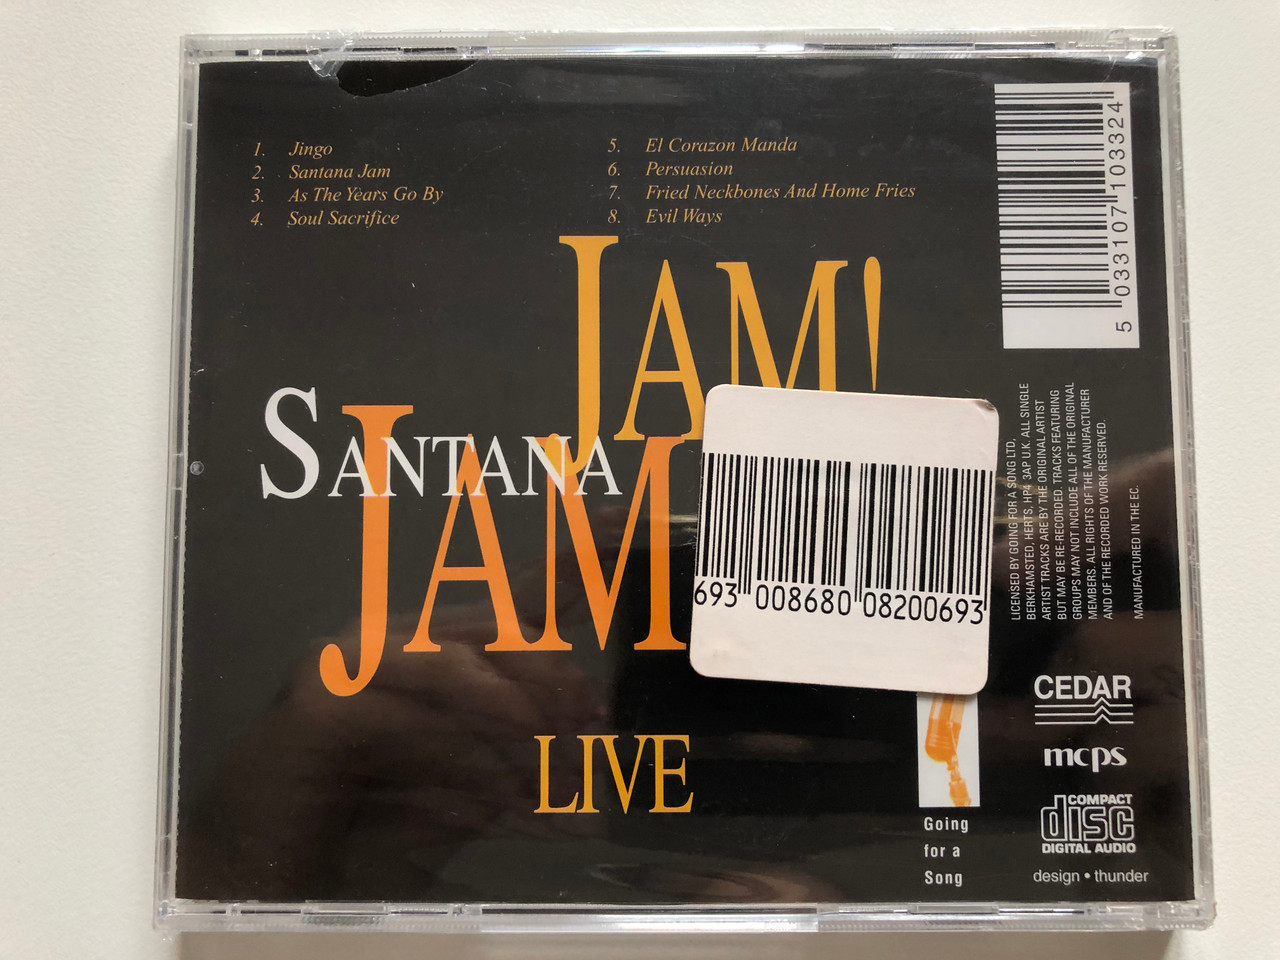 1. Jingo
2. Santana Jam
3. As The Years Go By
4. Soul Sacrifice
5. El Corazon Manda
6. Persuasion
7. Fried Neckbones And Home Fries
8. Evil Ways
JAM!
SANTANA
JAM
LIVE
5 033107 103324
693 008680 08200693
LICENSED BY GOING FOR A SONG LTD,
BERKHAMSTED, HERTS, HP4 3AP U.K. ALL SINGLE
ARTIST TRACKS ARE BY THE ORIGINAL ARTIST
BUT MAY BE RE-RECORDED. TRACKS FEATURING
GROUPS MAY NOT INCLUDE ALL OF THE ORIGINAL
MEMBERS. ALL RIGHTS OF THE MANUFACTURER
AND OF THE RECORDED WORK RESERVED.
MANUFACTURED IN THE EC.
CEDAR
mcps
COMPACT
disc
DIGITAL AUDIO
design • thunder
Going
for a
Song